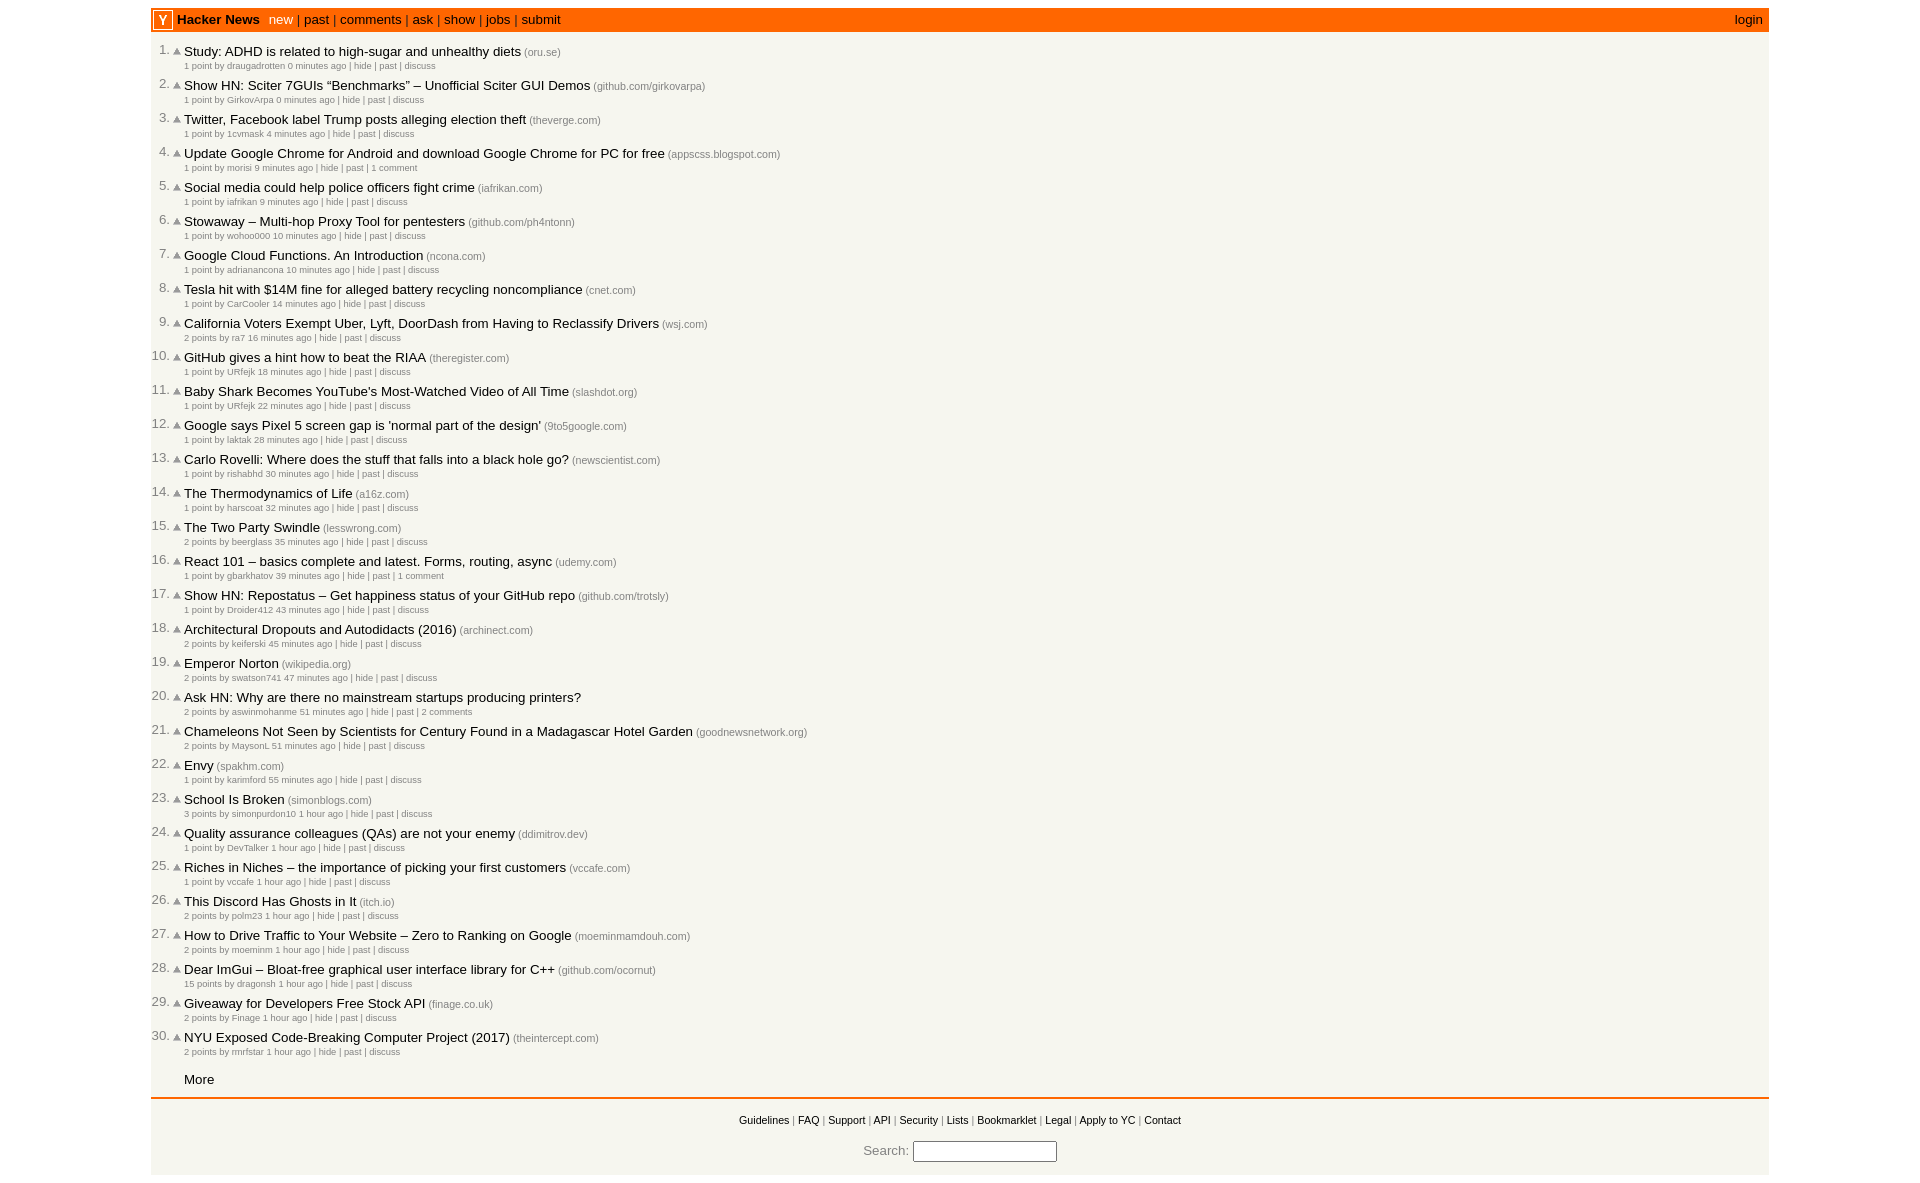 Y Hacker News new | past | comments | ask | show | jobs | submit login
1. Study: ADHD is related to high-sugar and unhealthy diets (oru.se)
1 point by draugadrotten 0 minutes ago | hide | past | discuss
2. Show HN: Sciter 7GUIs “Benchmarks” – Unofficial Sciter GUI Demos (github.com/girkovarpa)
1 point by GirkovArpa 0 minutes ago | hide | past | discuss
3. Twitter, Facebook label Trump posts alleging election theft (theverge.com)
1 point by 1cvmask 4 minutes ago | hide | past | discuss
4. Update Google Chrome for Android and download Google Chrome for PC for free (appscss.blogspot.com)
1 point by morisi 9 minutes ago | hide | past | 1 comment
5. Social media could help police officers fight crime (iafrikan.com)
1 point by iafrikan 9 minutes ago | hide | past | discuss
6. Stowaway – Multi-hop Proxy Tool for pentesters (github.com/ph4ntonn)
1 point by wohoo000 10 minutes ago | hide | past | discuss
7. Google Cloud Functions. An Introduction (ncona.com)
1 point by adrianancona 10 minutes ago | hide | past | discuss
8. Tesla hit with $14M fine for alleged battery recycling noncompliance (cnet.com)
1 point by CarCooler 14 minutes ago | hide | past | discuss
9. California Voters Exempt Uber, Lyft, DoorDash from Having to Reclassify Drivers (wsj.com)
2 points by ra7 16 minutes ago | hide | past | discuss
10. GitHub gives a hint how to beat the RIAA (theregister.com)
1 point by URfejk 18 minutes ago | hide | past | discuss
11. Baby Shark Becomes YouTube's Most-Watched Video of All Time (slashdot.org)
1 point by URfejk 22 minutes ago | hide | past | discuss
12. Google says Pixel 5 screen gap is 'normal part of the design' (9to5google.com)
1 point by laktak 28 minutes ago | hide | past | discuss
13. Carlo Rovelli: Where does the stuff that falls into a black hole go? (newscientist.com)
1 point by rishabhd 30 minutes ago | hide | past | discuss
14. The Thermodynamics of Life (a16z.com)
1 point by harscoat 32 minutes ago | hide | past | discuss
15. The Two Party Swindle (lesswrong.com)
2 points by beerglass 35 minutes ago | hide | past | discuss
16. React 101 – basics complete and latest. Forms, routing, async (udemy.com)
1 point by gbarkhatov 39 minutes ago | hide | past | 1 comment
17. Show HN: Repostatus – Get happiness status of your GitHub repo (github.com/trotsly)
1 point by Droider412 43 minutes ago | hide | past | discuss
18. Architectural Dropouts and Autodidacts (2016) (archinect.com)
2 points by keiferski 45 minutes ago | hide | past | discuss
19. Emperor Norton (wikipedia.org)
2 points by swatson741 47 minutes ago | hide | past | discuss
20. Ask HN: Why are there no mainstream startups producing printers?
2 points by aswinmohanme 51 minutes ago | hide | past | 2 comments
21. Chameleons Not Seen by Scientists for Century Found in a Madagascar Hotel Garden (goodnewsnetwork.org)
2 points by MaysonL 51 minutes ago | hide | past | discuss
22. Envy (spakhm.com)
1 point by karimford 55 minutes ago | hide | past | discuss
23. School Is Broken (simonblogs.com)
3 points by simonpurdon10 1 hour ago | hide | past | discuss
24. Quality assurance colleagues (QAs) are not your enemy (ddimitrov.dev)
1 point by DevTalker 1 hour ago | hide | past | discuss
25. Riches in Niches – the importance of picking your first customers (vccafe.com)
1 point by vccafe 1 hour ago | hide | past | discuss
26. This Discord Has Ghosts in It (itch.io)
2 points by polm23 1 hour ago | hide | past | discuss
27. How to Drive Traffic to Your Website – Zero to Ranking on Google (moeminmamdouh.com)
2 points by moeminm 1 hour ago | hide | past | discuss
28. Dear ImGui – Bloat-free graphical user interface library for C++ (github.com/ocornut)
15 points by dragonsh 1 hour ago | hide | past | discuss
29. Giveaway for Developers Free Stock API (finage.co.uk)
2 points by Finage 1 hour ago | hide | past | discuss
30. NYU Exposed Code-Breaking Computer Project (2017) (theintercept.com)
2 points by rmrfstar 1 hour ago | hide | past | discuss
More
Guidelines | FAQ | Support | API | Security | Lists | Bookmarklet | Legal | Apply to YC | Contact
Search: